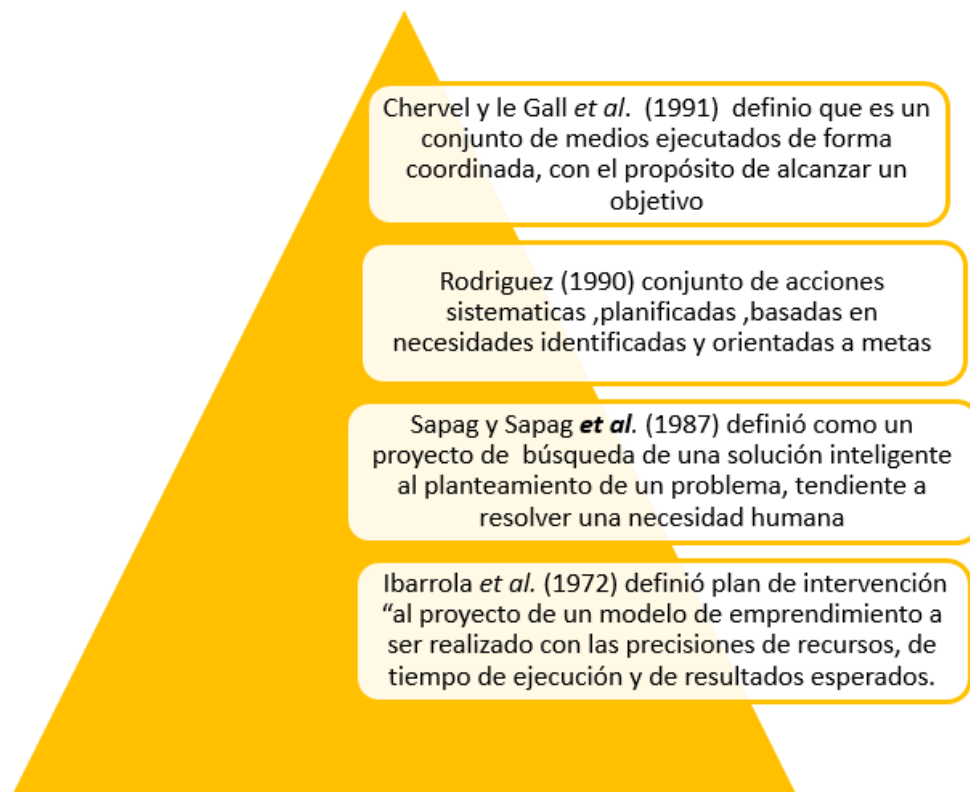 Chervel y le Gall et al. (1991) definio que es un
conjunto de medios ejecutados de forma
coordinada, con el propósito de alcanzar un
objetivo
Rodriguez (1990) conjunto de acciones
sistematicas ,planificadas ,basadas en
necesidades identificadas y orientadas a metas
Sapag y Sapag et al. (1987) definió como un
proyecto de búsqueda de una solución inteligente
al planteamiento de un problema, tendiente a
resolver una necesidad humana
Ibarrola et al. (1972) definió plan de intervención
“al proyecto de un modelo de emprendimiento a
ser realizado con las precisiones de recursos, de
tiempo de ejecución y de resultados esperados.